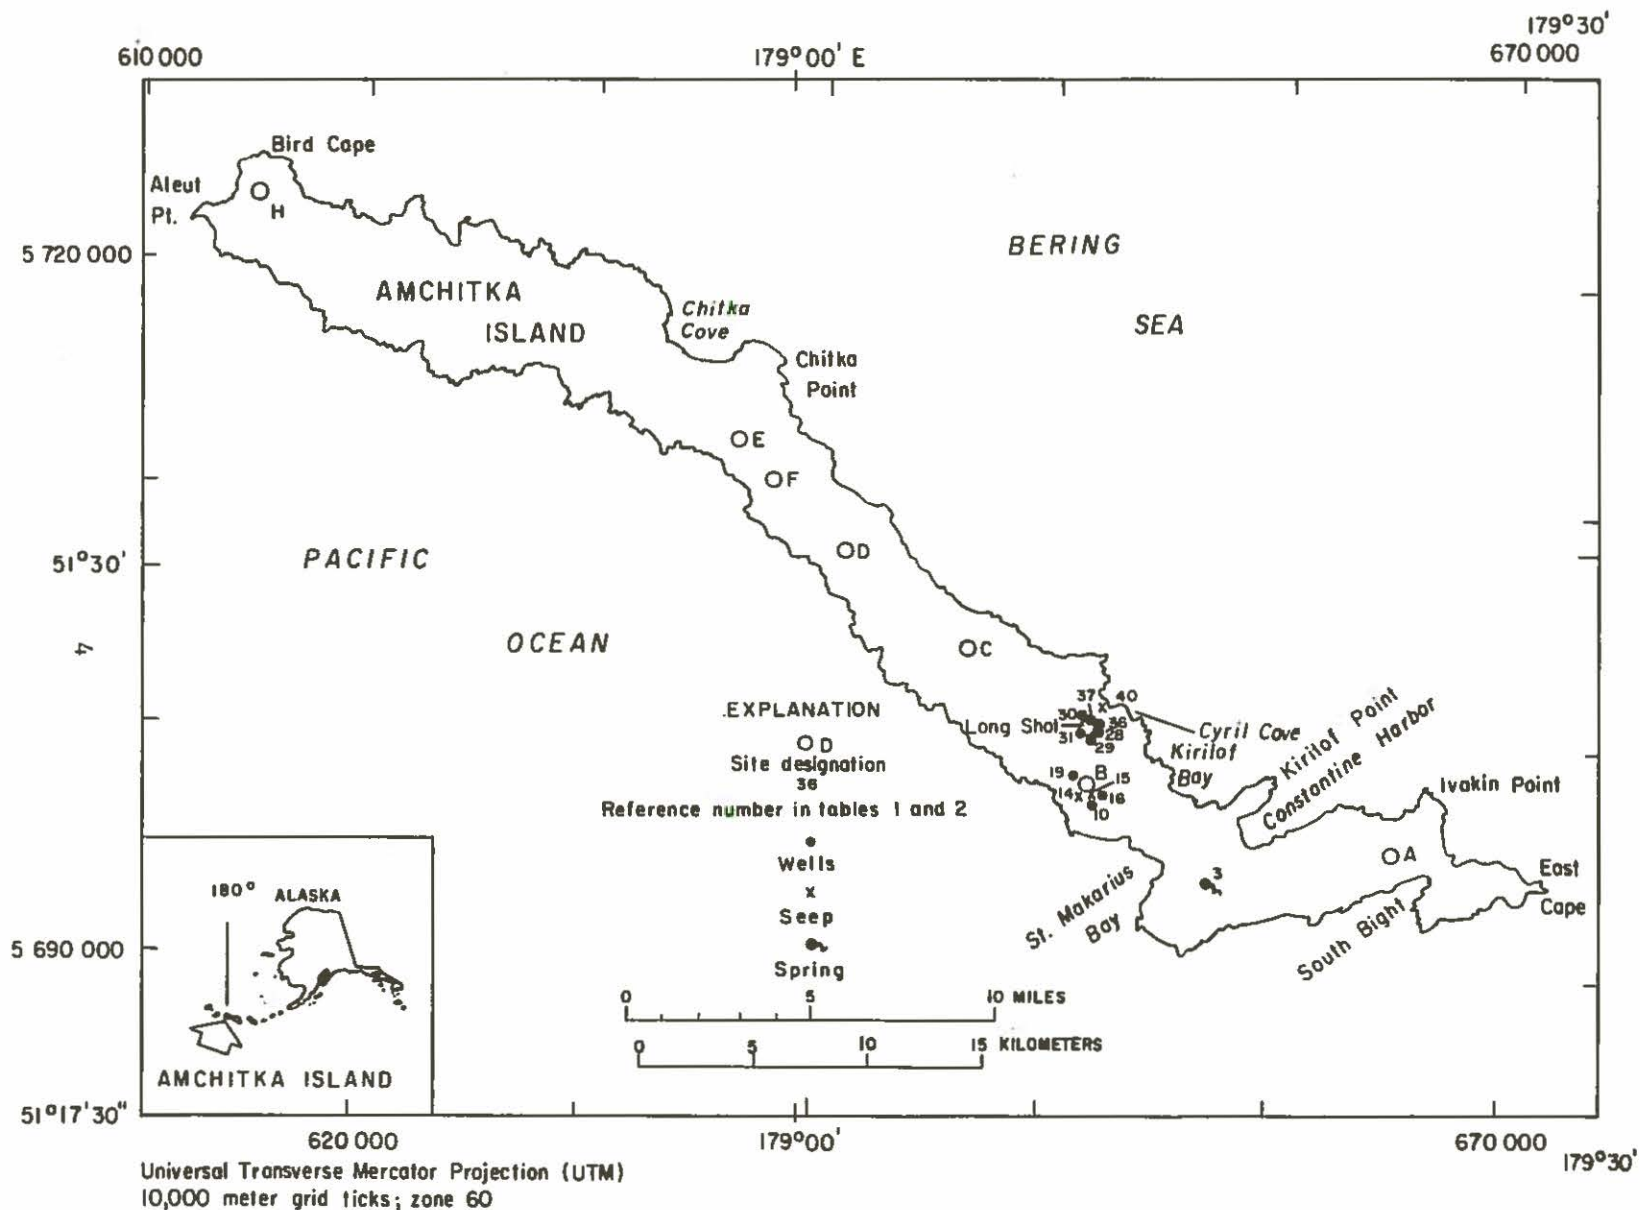 179°30'
610 000
179°00' E
670 000
Bird Cape
Aleut
Pt.
H
5 720 000
BERING
SEA
AMCHITKA
ISLAND
Chitka
Cove
Chitka
Point
E
F
D
51°30'
PACIFIC
OCEAN
4
C
37
40
30
Long Shot
36
31
28
29
Cyril Cove
Kirilof
Bay
Kirilof Point
Constantine Harbor
19
B
15
14
16
10
Ivakin Point
A
East
Cape
3
St. Makarius
Bay
South Bight
.EXPLANATION
D
Site designation
36
Reference number in tables 1 and 2
Wells
x
Seep
Spring
0 5 10 MILES
0 5 10 15 KILOMETERS
180°
ALASKA
AMCHITKA ISLAND
5 690 000
51°17'30"
620 000
179°00'
670 000
179°30'
Universal Transverse Mercator Projection (UTM)
10,000 meter grid ticks; zone 60